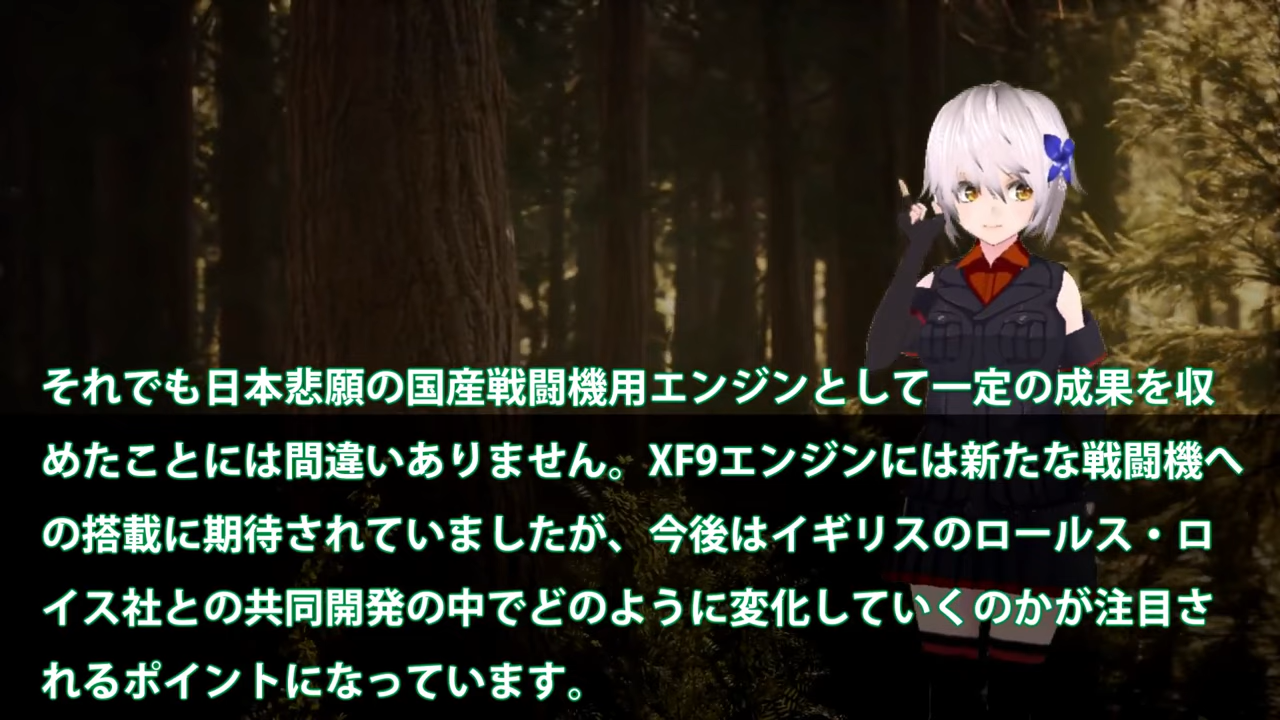 それでも日本悲願の国産戦闘機用エンジンとして一定の成果を収
めたことには間違いありません。XF9エンジンには新たな戦闘機へ
の搭載に期待されていましたが、今後はイギリスのロールス・ロ
イス社との共同開発の中でどのように変化していくのかが注目さ
れるポイントになっています。